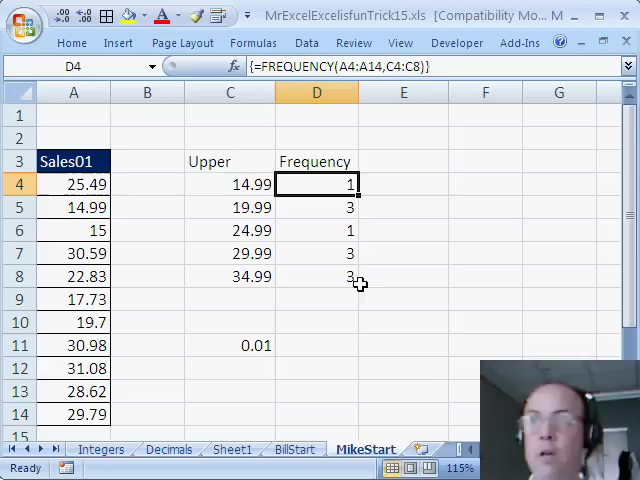 MrExcelExcelisfunTrick15.xls [Compatibility Mo...
Home Insert Page Layout Formulas Data Review View Developer Add-Ins
D4 fx {=FREQUENCY(A4:A14,C4:C8)}
A B C D E F G
1
2
3 Sales01 Upper Frequency
4 25.49 14.99 1
5 14.99 19.99 3
6 15 24.99 1
7 30.59 29.99 3
8 22.83 34.99 3
9 17.73
10 19.7
11 30.98 0.01
12 31.08
13 28.62
14 29.79
15
Integers Decimals Sheet1 BillStart MikeStart
Ready 115%